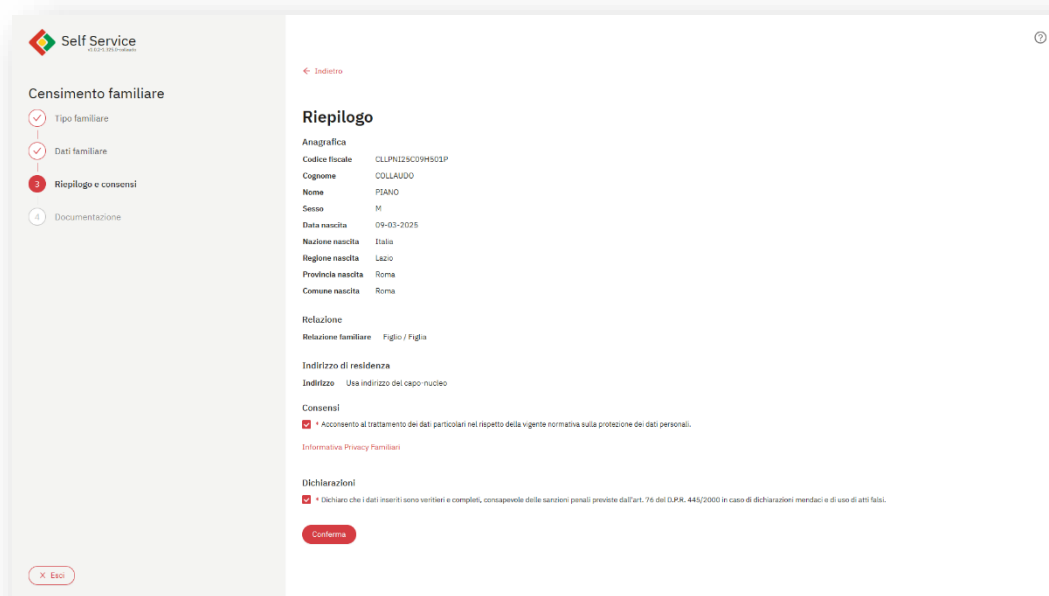 Self Service
Censimento familiare
Tipo familiare
Dati familiare
3 Riepilogo e consensi
4 Documentazione
X Esci
← Indietro
Riepilogo
Anagrafica
Codice fiscale CLLPNI25C09H501P
Cognome COLLAUDO
Nome PIANO
Sesso M
Data nascita 09-03-2025
Nazione nascita Italia
Regione nascita Lazio
Provincia nascita Roma
Comune nascita Roma
Relazione
Relazione familiare Figlio / Figlia
Indirizzo di residenza
Indirizzo Usa indirizzo del capo-nucleo
Consensi
* Acconsento al trattamento dei dati particolari nel rispetto della vigente normativa sulla protezione dei dati personali.
Informativa Privacy Familiari
Dichiarazioni
* Dichiaro che i dati inseriti sono veritieri e completi, consapevole delle sanzioni penali previste dall'art. 76 del D.P.R. 445/2000 in caso di dichiarazioni mendaci e di uso di atti falsi.
Conferma